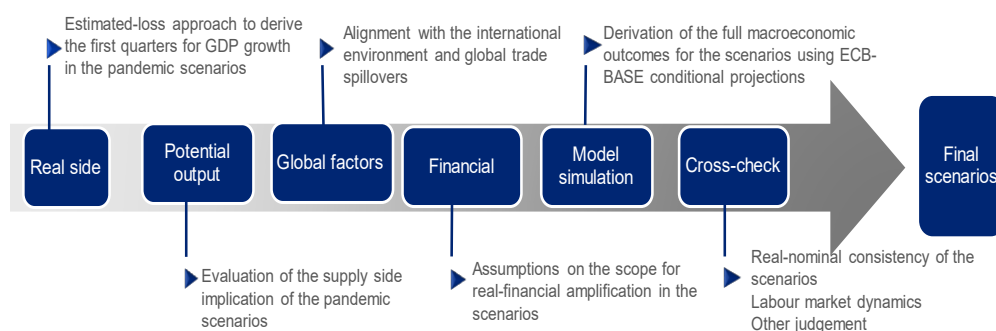 Estimated-loss approach to derive
the first quarters for GDP growth
in the pandemic scenarios
Alignment with the international
environment and global trade
spillovers
Derivation of the full macroeconomic
outcomes for the scenarios using ECB-
BASE conditional projections
Real side
Potential
output
Global factors
Financial
Model
simulation
Cross-check
Final
scenarios
Evaluation of the supply side
implication of the pandemic
scenarios
Assumptions on the scope for
real-financial amplification in the
scenarios
Real-nominal consistency of the
scenarios
Labour market dynamics
Other judgement